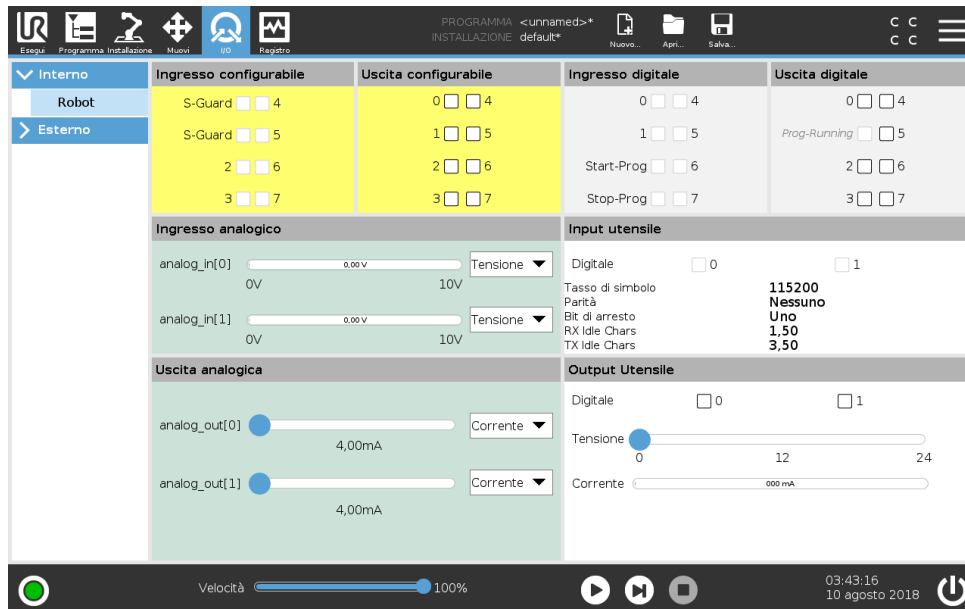 PROGRAMMA <unnamed>*
INSTALLAZIONE default*
C C
C C
Esegui Programma Installazione Muovi I/O Registro Nuovo... Apri... Salva...
Interno
Robot
Esterno
Ingresso configurabile
S-Guard 4
S-Guard 5
2 6
3 7
Uscita configurabile
0 4
1 5
2 6
3 7
Ingresso digitale
0 4
1 5
Start-Prog 6
Stop-Prog 7
Uscita digitale
0 4
Prog-Running 5
2 6
3 7
Ingresso analogico
analog_in[0] 0,00 V Tensione
0V 10V
analog_in[1] 0,00 V Tensione
0V 10V
Input utensile
Digitale 0 1
Tasso di simbolo 115200
Parità Nessuno
Bit di arresto Uno
RX Idle Chars 1,50
TX Idle Chars 3,50
Uscita analogica
analog_out[0] Corrente
4,00mA
analog_out[1] Corrente
4,00mA
Output Utensile
Digitale 0 1
Tensione
0 12 24
Corrente 000 mA
Velocità 100%
03:43:16
10 agosto 2018